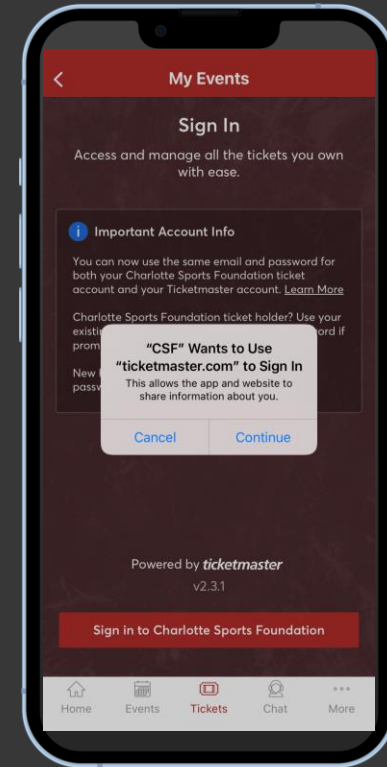 My Events
Sign In
Access and manage all the tickets you own
with ease.
i Important Account Info
You can now use the same email and password for
both your Charlotte Sports Foundation ticket
account and your Ticketmaster account. Learn More
Charlotte Sports Foundation ticket holder? Use your
"CSF" Wants to Use
"ticketmaster.com" to Sign In
This allows the app and website to
share information about you.
Cancel Continue
if
New
Powered by ticketmaster
v2.3.1
Sign in to Charlotte Sports Foundation
Home Events Tickets Chat More